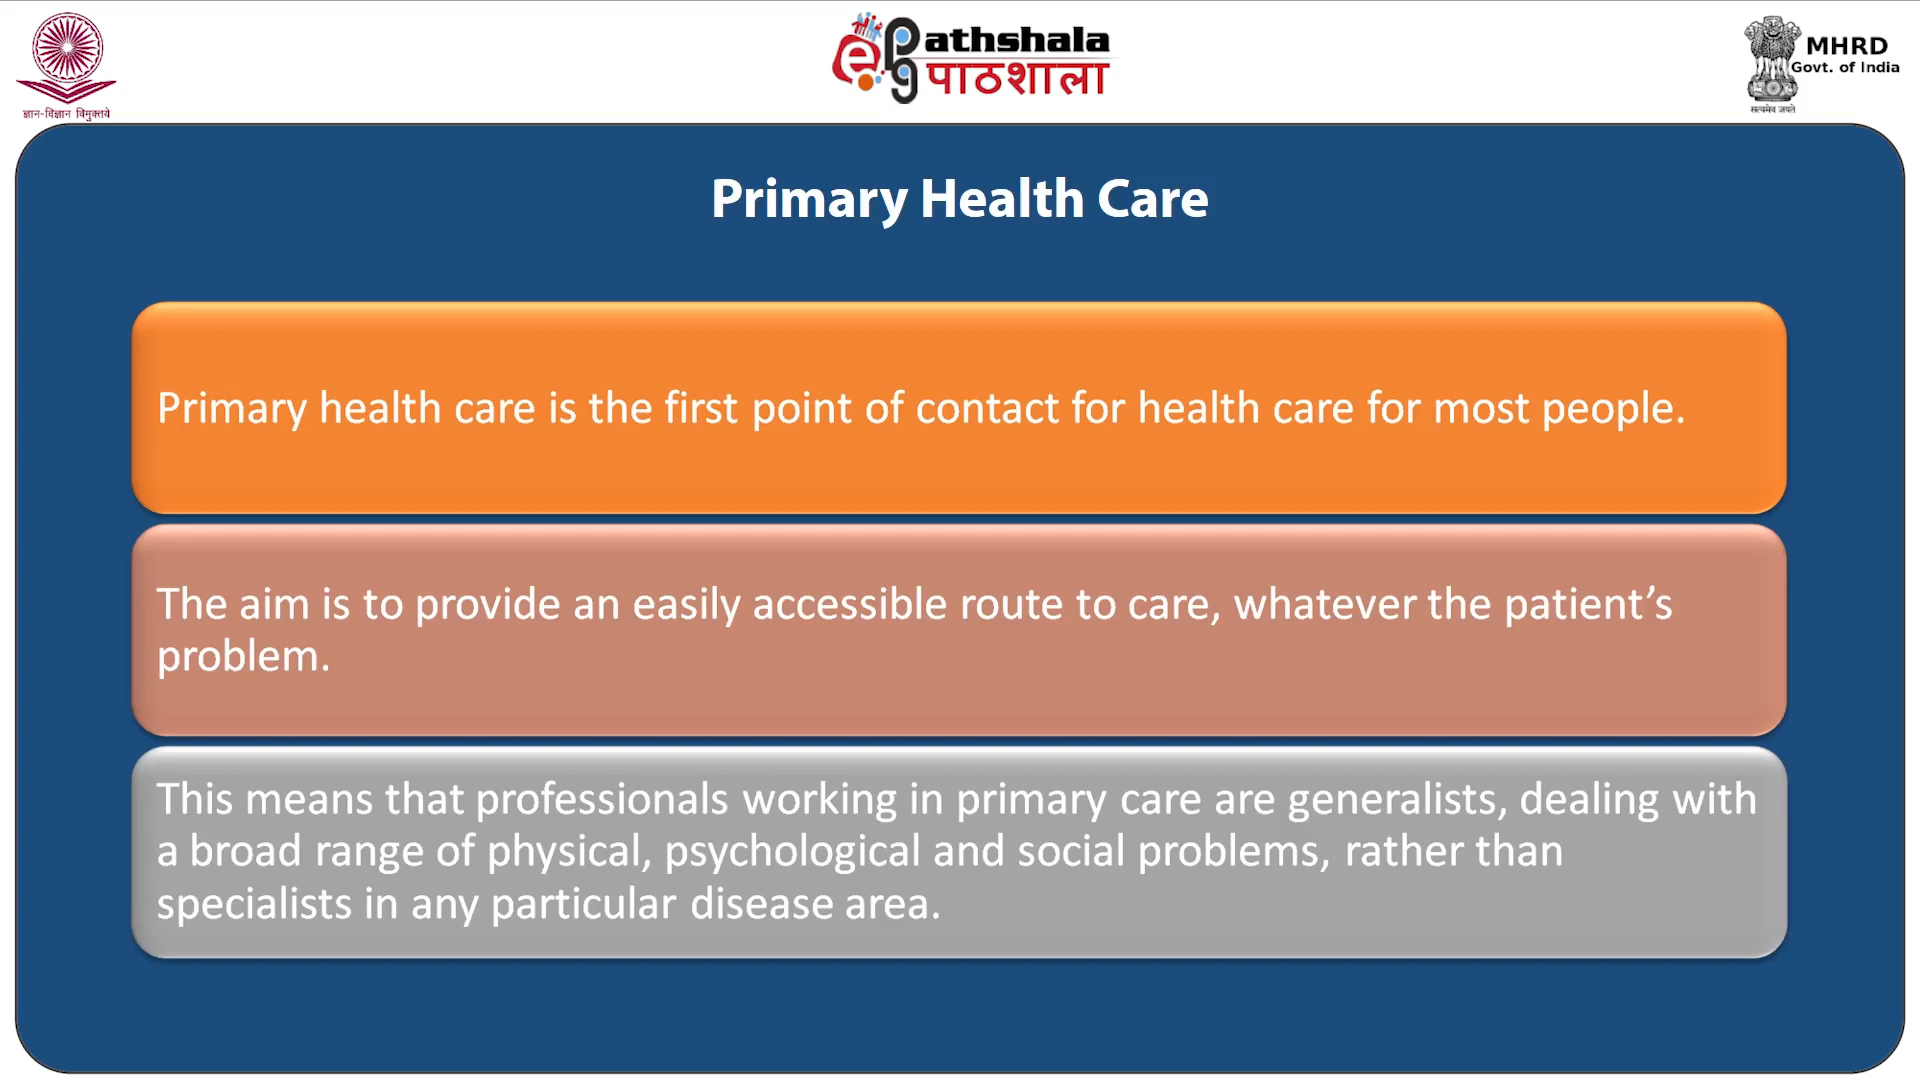 ज्ञान-विज्ञान विमुक्तये
ePg
athshala
पाठशाला
MHRD
Govt. of India
सत्यमेव जयते
Primary Health Care
Primary health care is the first point of contact for health care for most people.
The aim is to provide an easily accessible route to care, whatever the patient’s
problem.
This means that professionals working in primary care are generalists, dealing with
a broad range of physical, psychological and social problems, rather than
specialists in any particular disease area.